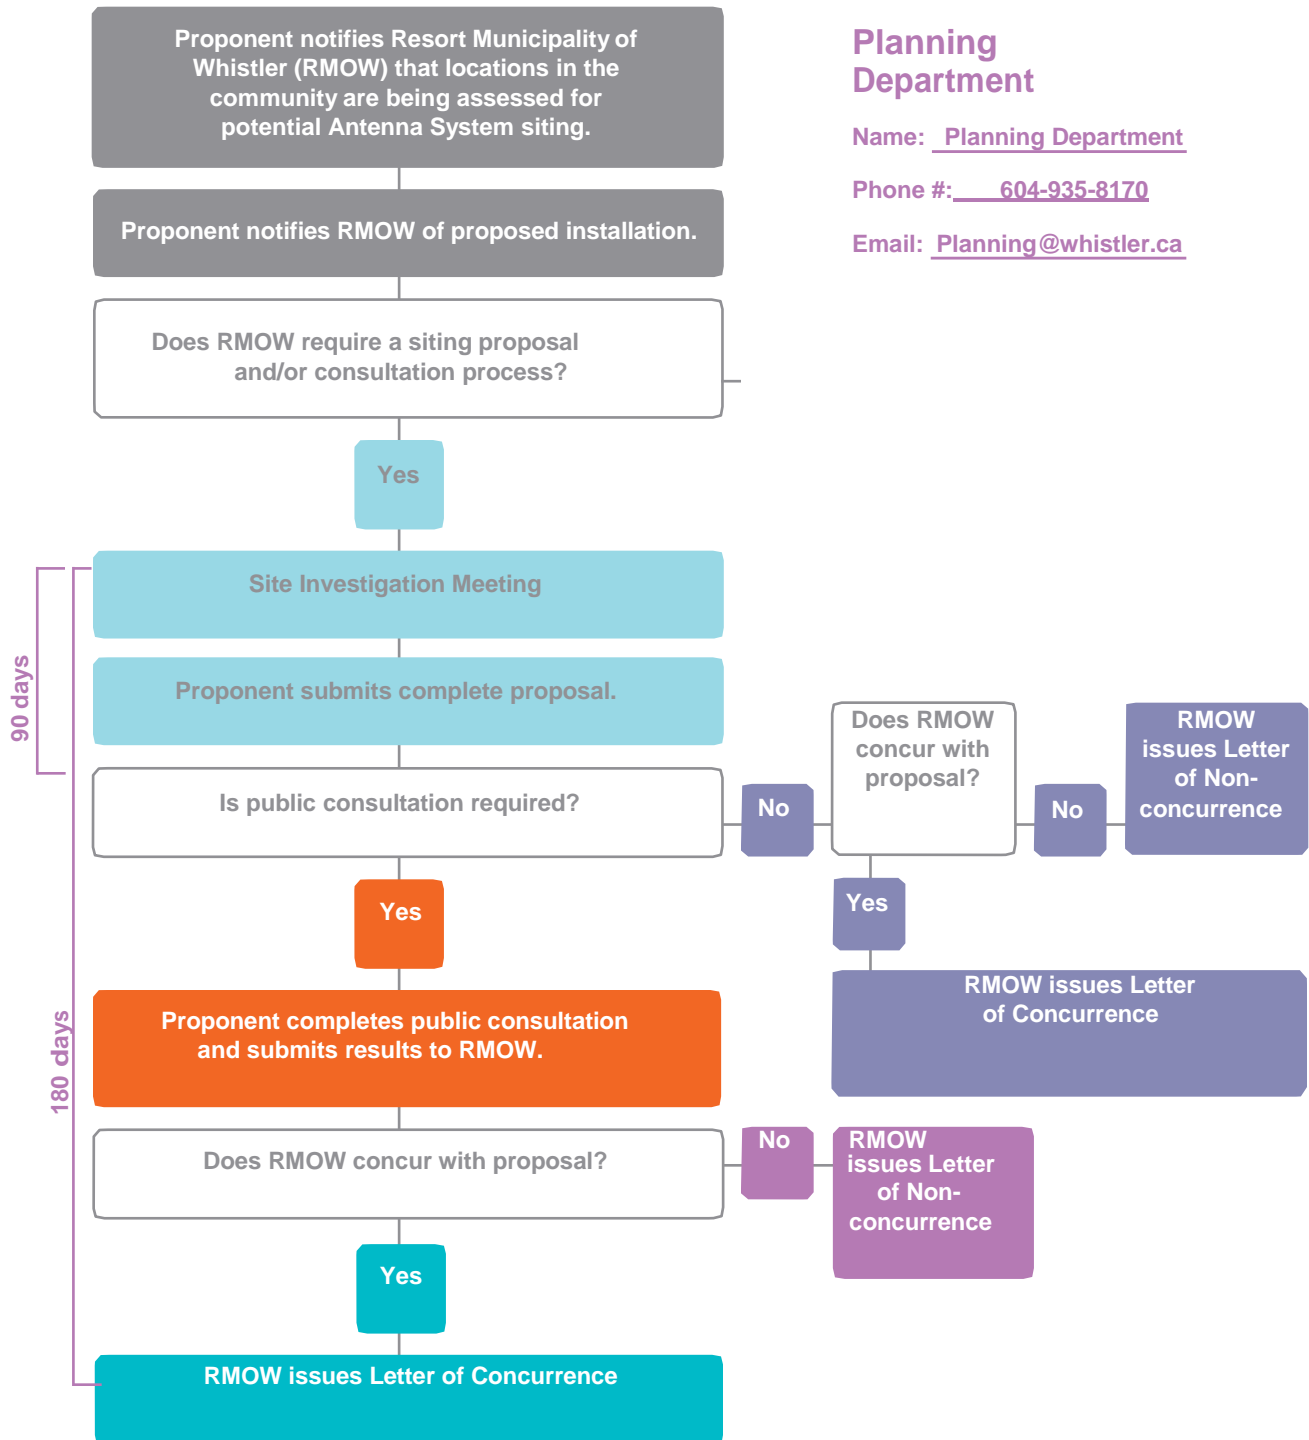 Proponent notifies Resort Municipality of
Whistler (RMOW) that locations in the
community are being assessed for
potential Antenna System siting.
Planning
Department
Name: Planning Department
Phone #: 604-935-8170
Email: Planning@whistler.ca
Proponent notifies RMOW of proposed installation.
Does RMOW require a siting proposal
and/or consultation process?
Yes
Site Investigation Meeting
90 days
Proponent submits complete proposal.
Is public consultation required?
No
Does RMOW
concur with
proposal?
No
RMOW
issues Letter
of Non-
concurrence
Yes
RMOW issues Letter
of Concurrence
Yes
180 days
Proponent completes public consultation
and submits results to RMOW.
Does RMOW concur with proposal?
No
RMOW
issues Letter
of Non-
concurrence
Yes
RMOW issues Letter of Concurrence